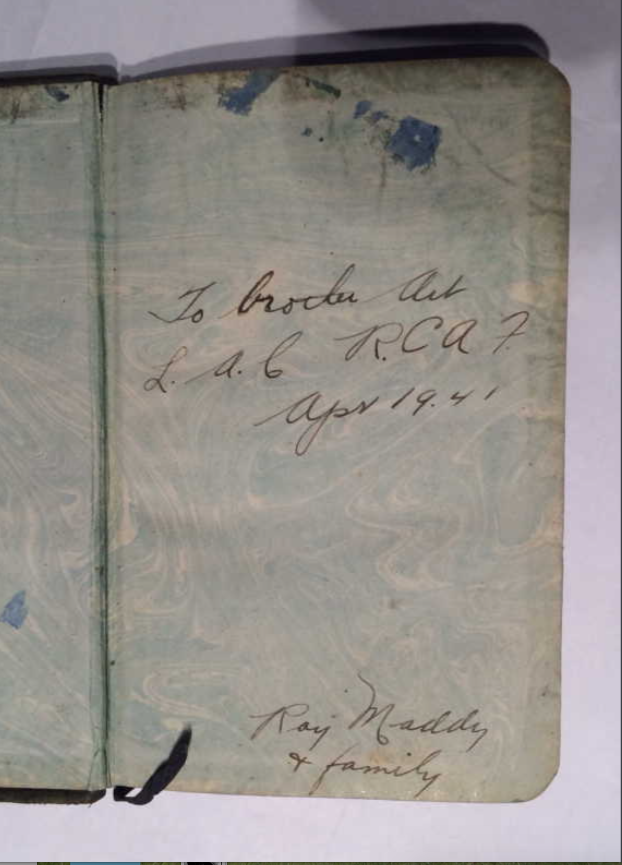 To brother Art
L. A. C R.C A F.
Apr 19. 41
Roy Maddy
& family